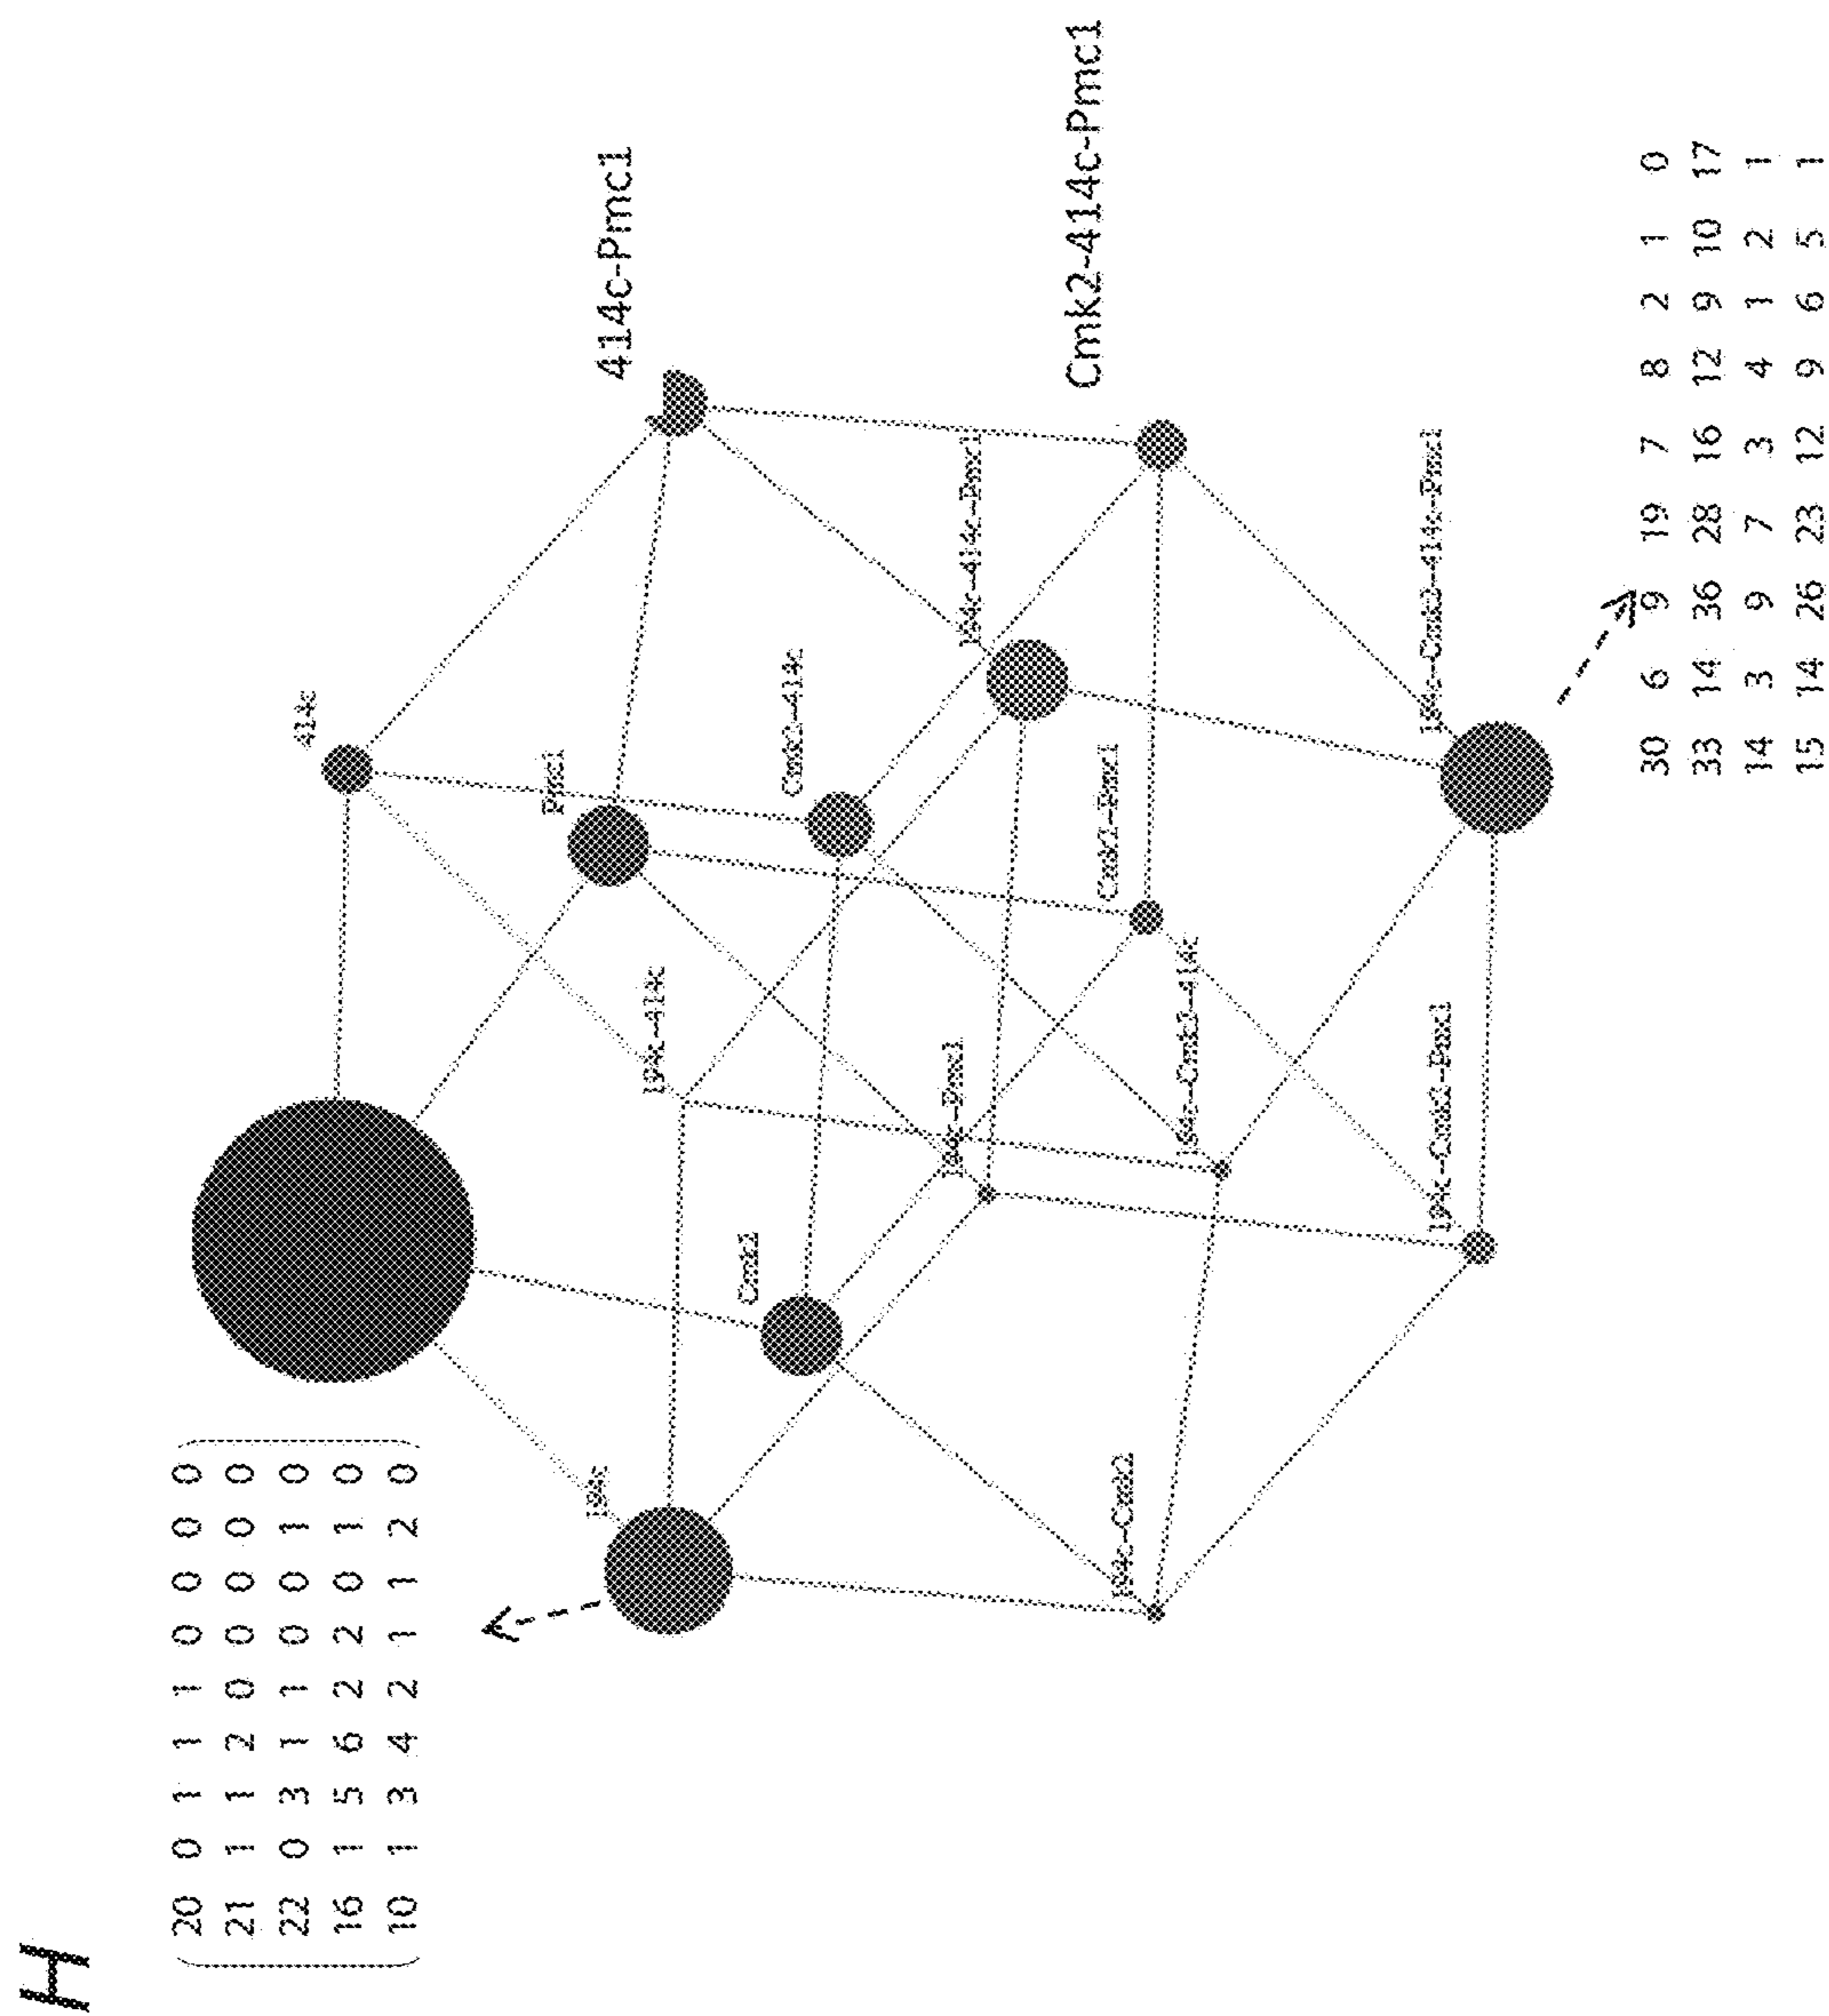 H
20 0 1 1 1 0 0 0 0
21 1 1 2 0 0 0 0 0
22 0 3 1 1 0 0 1 0
16 1 5 6 2 2 0 1 0
10 1 3 4 2 1 1 2 0
414c
Pmc1
414c-Pmc1
194c
194c-414c
Cmk2
Cmk2-414c
194c-Pmc1
194c-414c-Pmc1
Cmk2-414c-Pmc1
Cmk2-Pmc1
194c-Cmk2
194c-Cmk2-414c
194c-Cmk2-Pmc1
194c-Cmk2-414c-Pmc1
30 6 9 19 7 8 2 1 0
33 14 36 28 16 12 9 10 17
14 3 9 7 3 4 1 2 1
15 14 26 23 12 9 6 5 1